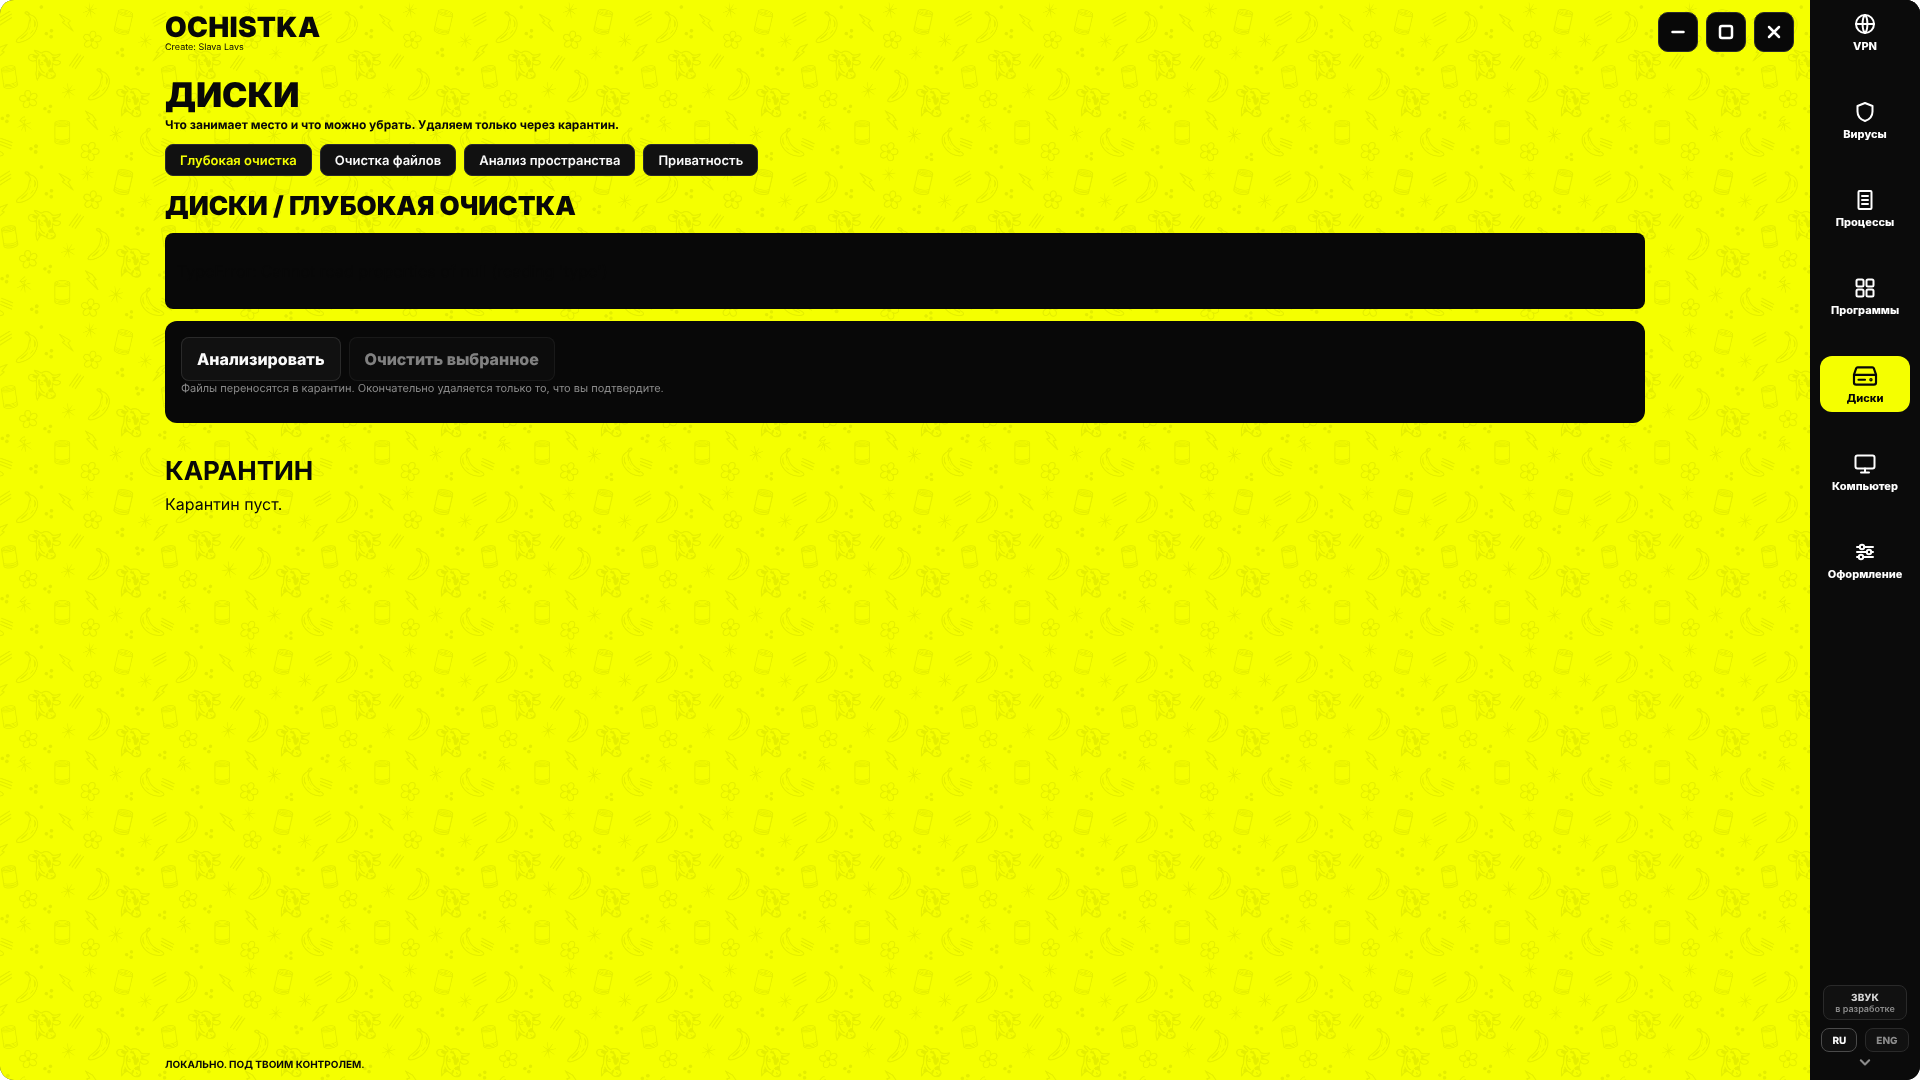 OCHISTKA
Create: Slava Lavs
ДИСКИ
Что занимает место и что можно убрать. Удаляем только через карантин.
Глубокая очистка
Очистка файлов
Анализ пространства
Приватность
ДИСКИ / ГЛУБОКАЯ ОЧИСТКА
Анализировать
Очистить выбранное
Файлы переносятся в карантин. Окончательно удаляется только то, что вы подтвердите.
КАРАНТИН
Карантин пуст.
ЛОКАЛЬНО. ПОД ТВОИМ КОНТРОЛЕМ.
VPN
Вирусы
Процессы
Программы
Диски
Компьютер
Оформление
ЗВУК
в разработке
RU
ENG